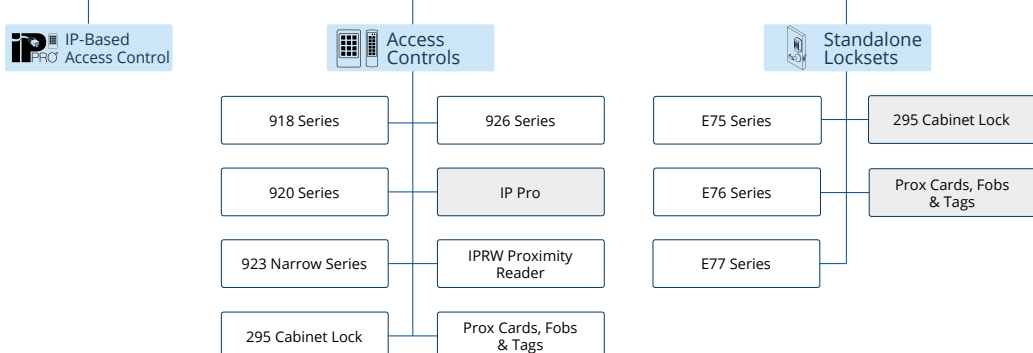 iP
PRO
IP-Based
Access Control
Access
Controls
Standalone
Locksets
918 Series
926 Series
E75 Series
295 Cabinet Lock
920 Series
IP Pro
E76 Series
Prox Cards, Fobs
& Tags
923 Narrow Series
IPRW Proximity
Reader
E77 Series
295 Cabinet Lock
Prox Cards, Fobs
& Tags